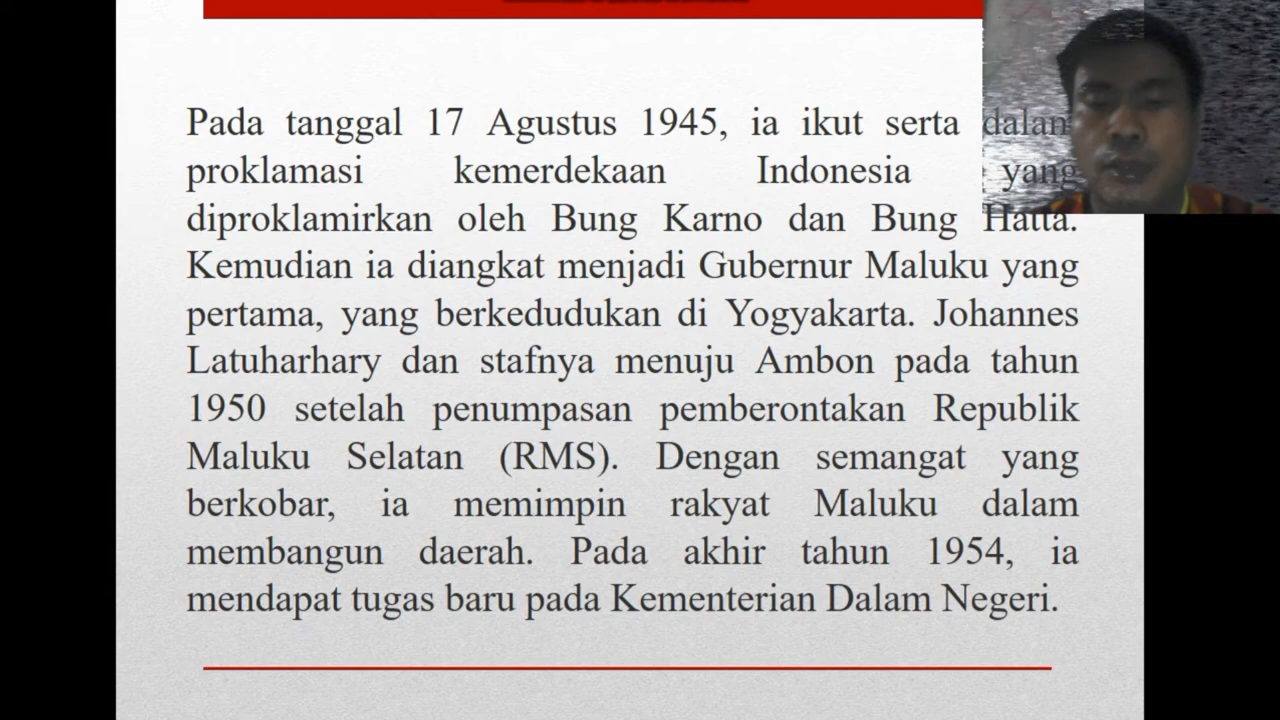 Pada tanggal 17 Agustus 1945, ia ikut serta dalam
proklamasi kemerdekaan Indonesia yang
diproklamirkan oleh Bung Karno dan Bung Hatta.
Kemudian ia diangkat menjadi Gubernur Maluku yang
pertama, yang berkedudukan di Yogyakarta. Johannes
Latuharhary dan stafnya menuju Ambon pada tahun
1950 setelah penumpasan pemberontakan Republik
Maluku Selatan (RMS). Dengan semangat yang
berkobar, ia memimpin rakyat Maluku dalam
membangun daerah. Pada akhir tahun 1954, ia
mendapat tugas baru pada Kementerian Dalam Negeri.